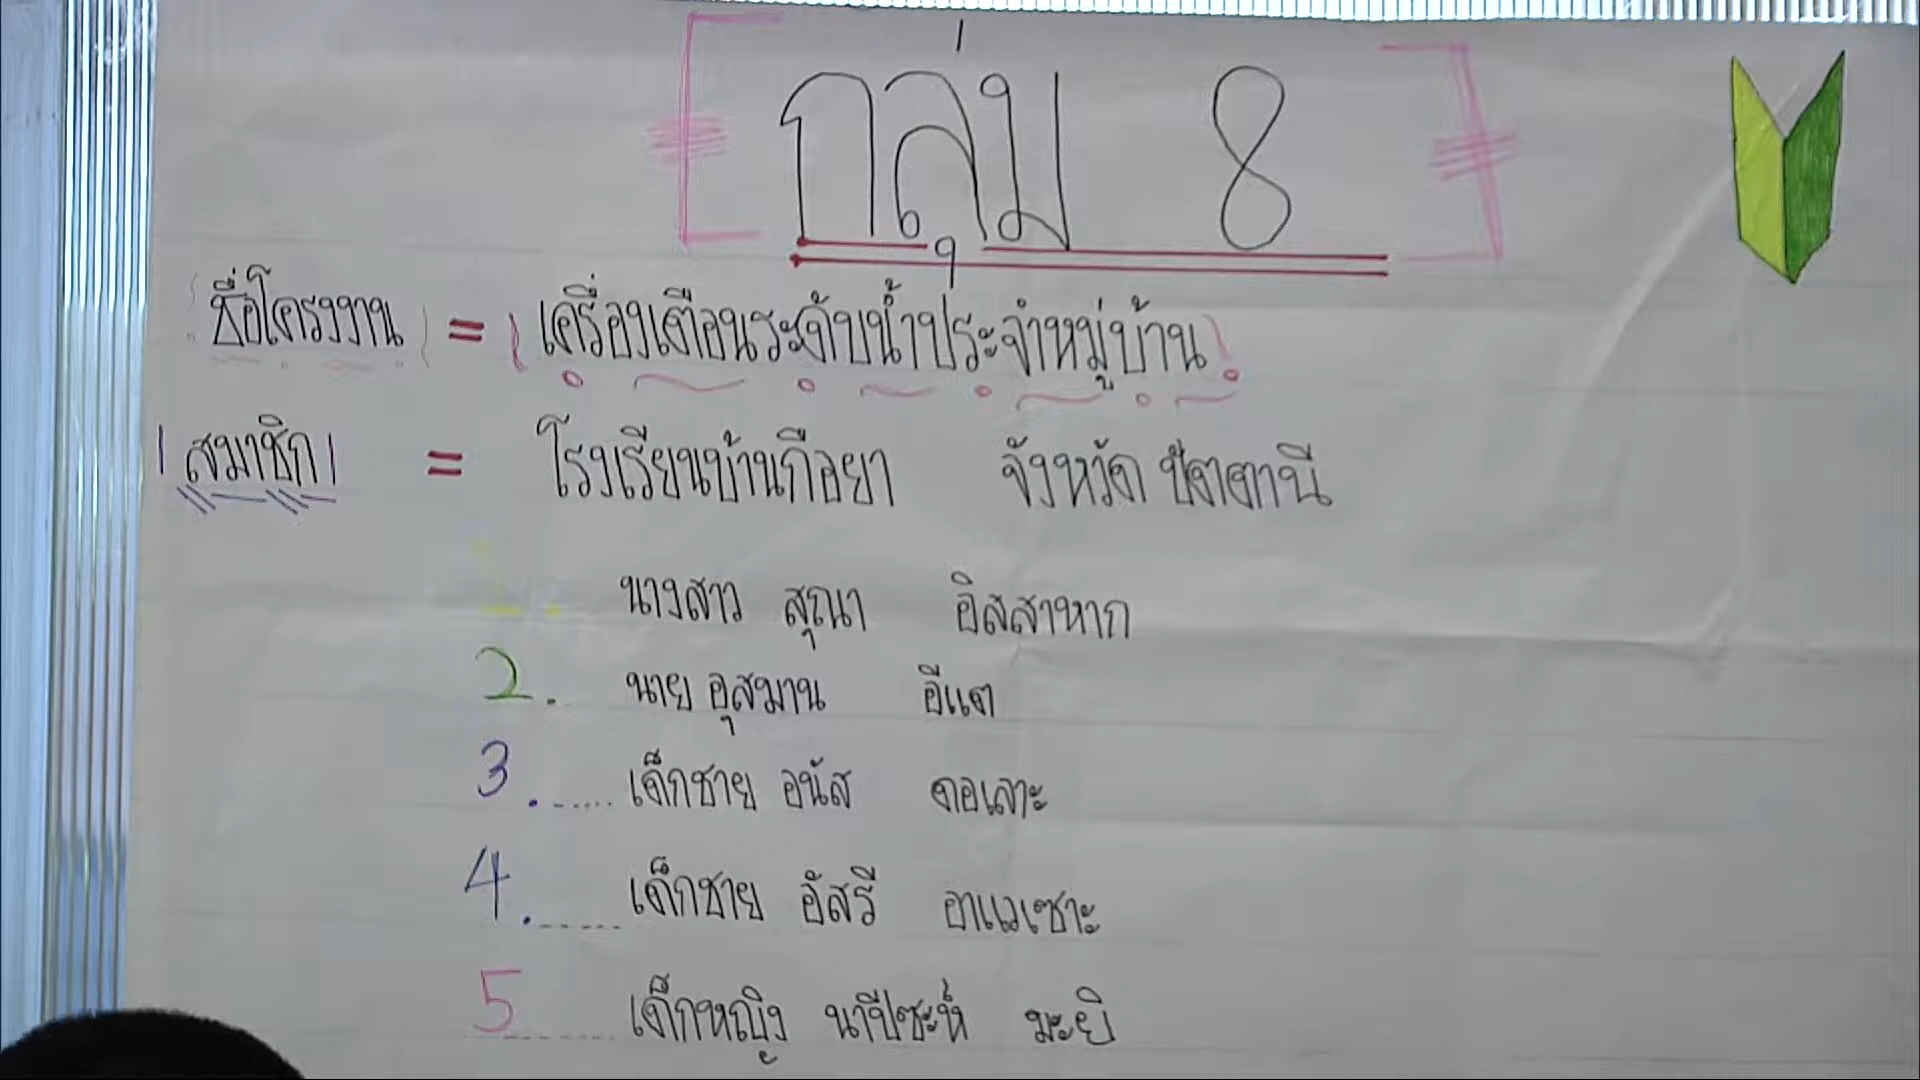 กลุ่ม 8
ชื่อโครงงาน = เครื่องเตือนระดับน้ำประจำหมู่บ้าน
สมาชิก = โรงเรียนบ้านกือยา จังหวัด ปัตตานี
1. นางสาว สุณา อิสสาหาก
2. นาย อุสมาน อีแต
3. เด็กชาย อนัส ดอเลาะ
4. เด็กชาย อัสรี อาแวเซาะ
5 เด็กหญิง นาปีซะห์ มะยิ